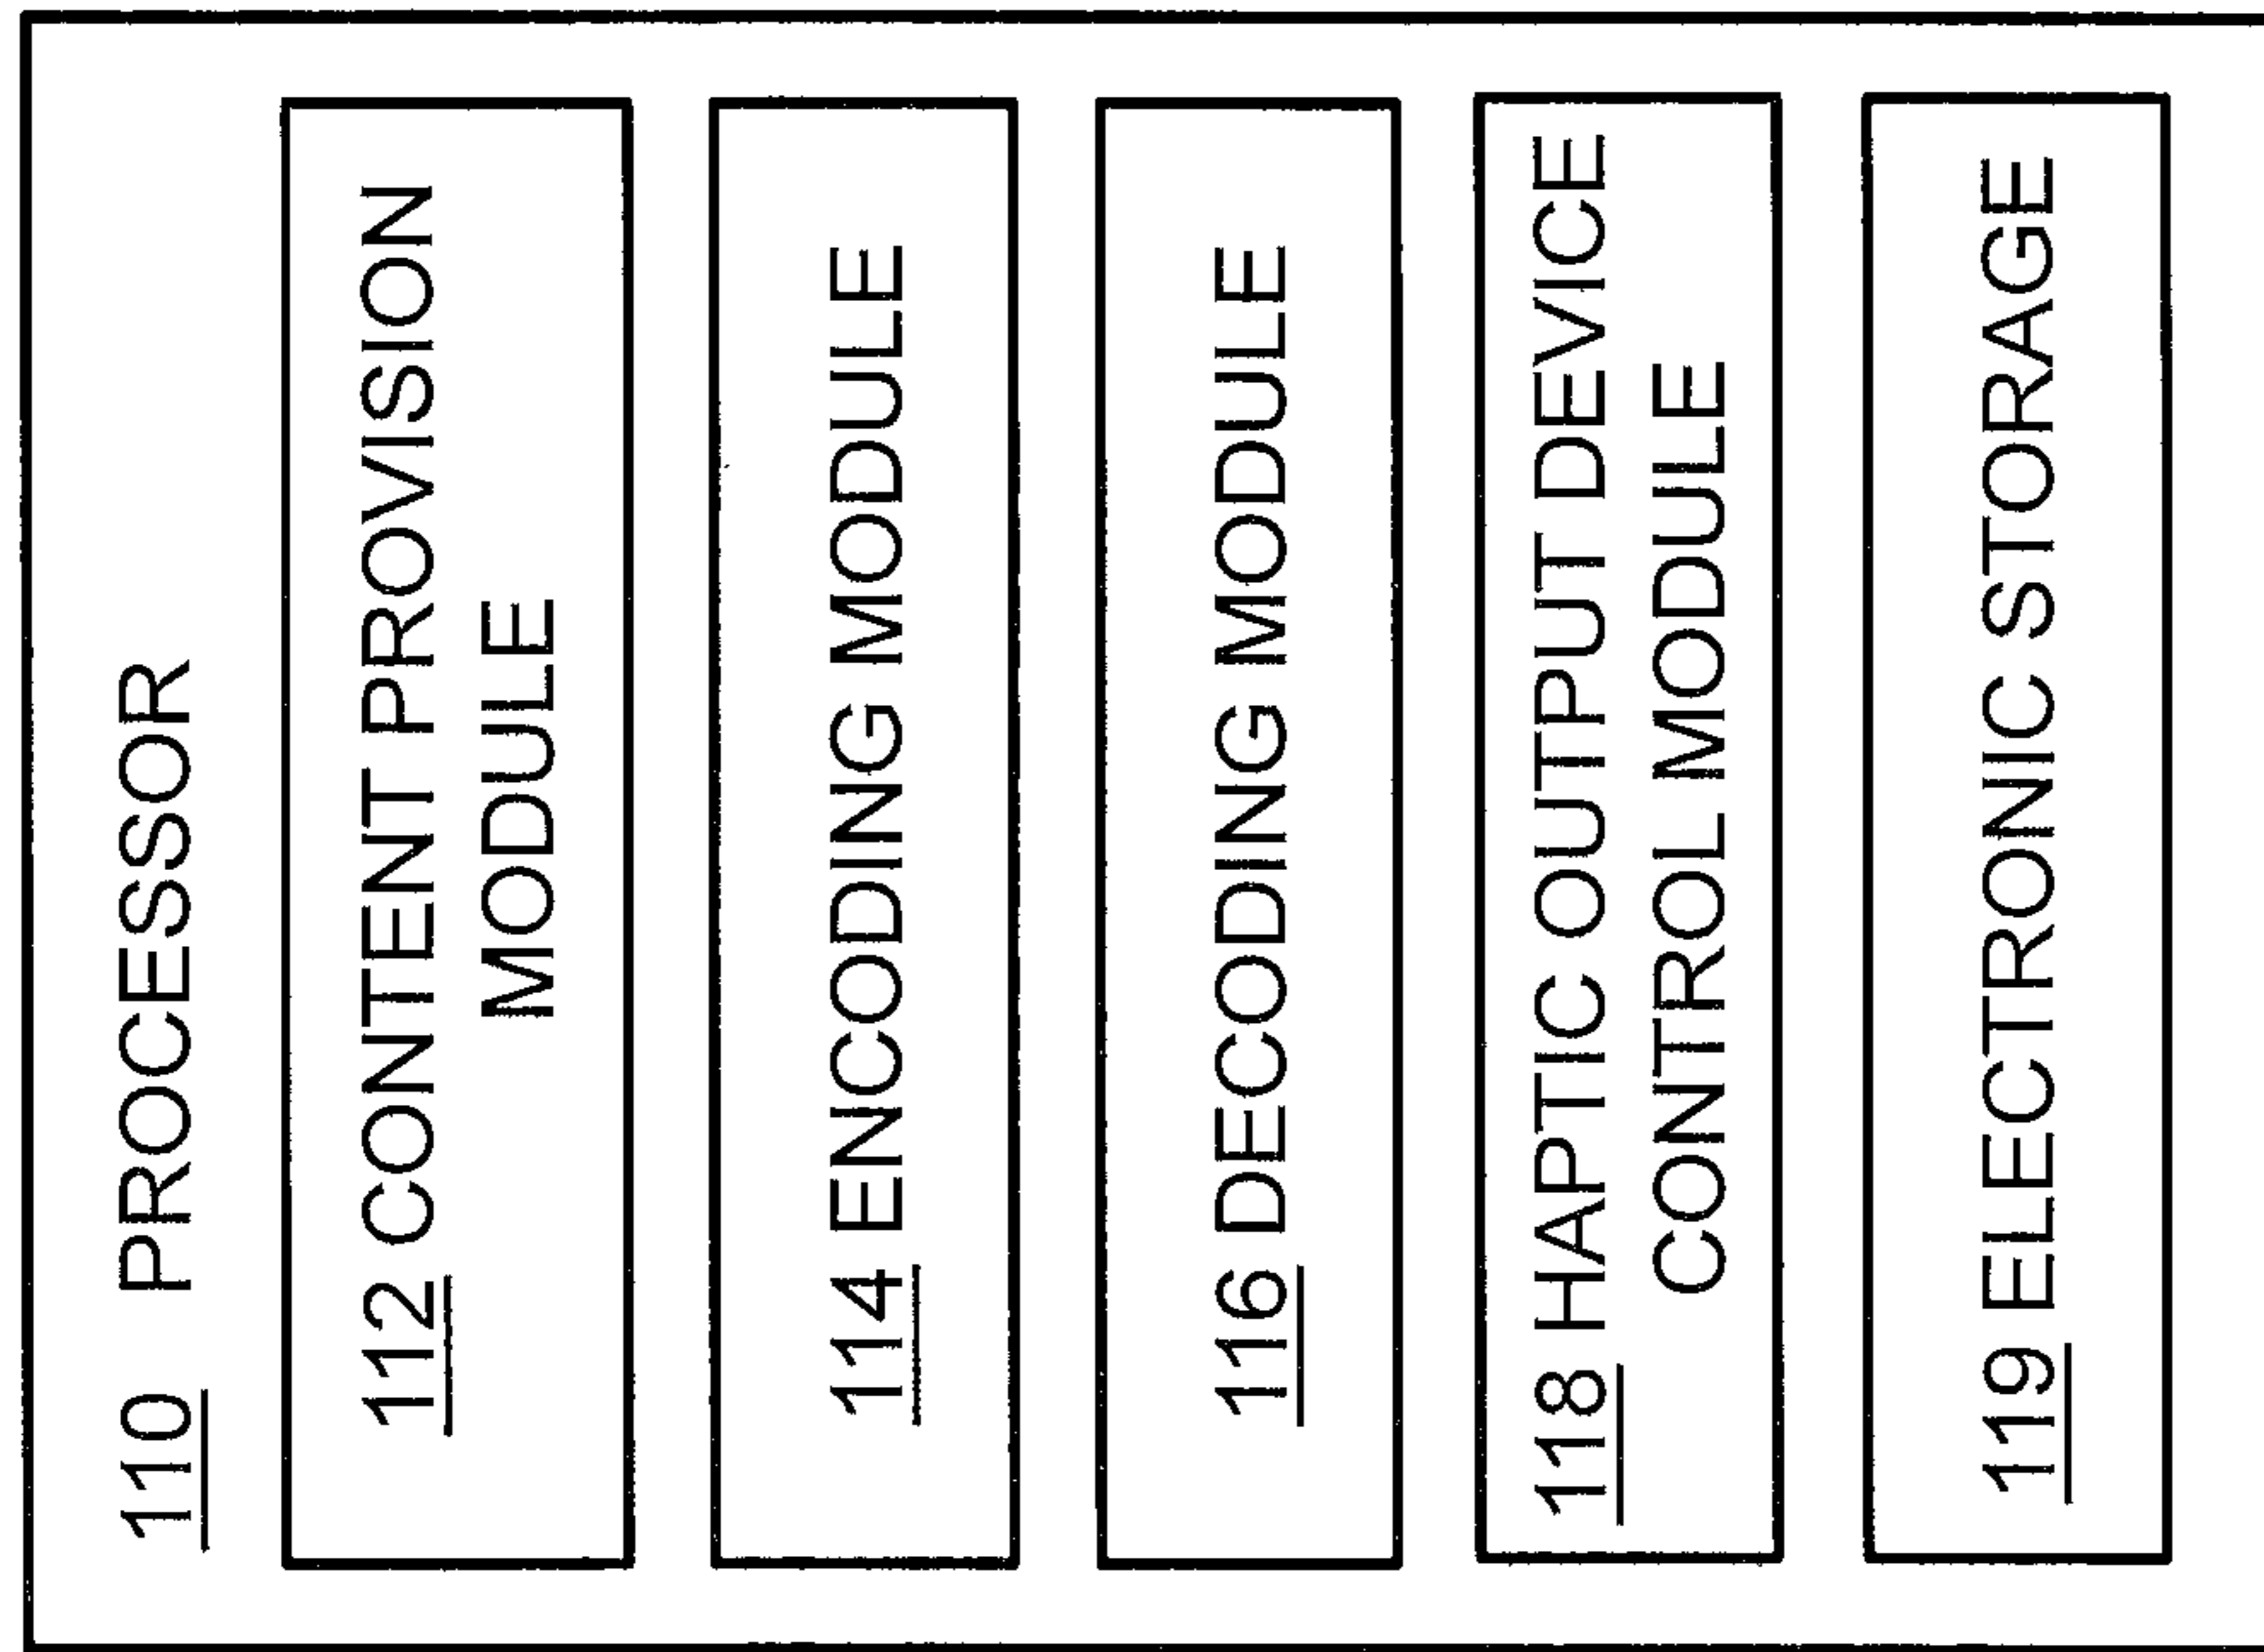 110 PROCESSOR
112 CONTENT PROVISION
MODULE
114 ENCODING MODULE
116 DECODING MODULE
118 HAPTIC OUTPUT DEVICE
CONTROL MODULE
119 ELECTRONIC STORAGE